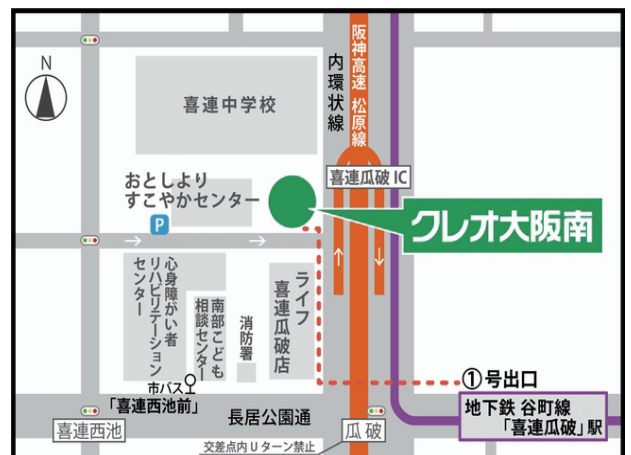 N
喜連中学校
内環状線
阪神高速 松原線
喜連瓜破 IC
おとしより
すこやかセンター
P
クレオ大阪南
心身障がい者
リハビリテーション
センター
南部こども
相談センター
消防署
ライフ
喜連瓜破店
市バス
「喜連西池前」
①号出口
地下鉄 谷町線
「喜連瓜破」駅
喜連西池
長居公園通
瓜破
交差点内Uターン禁止